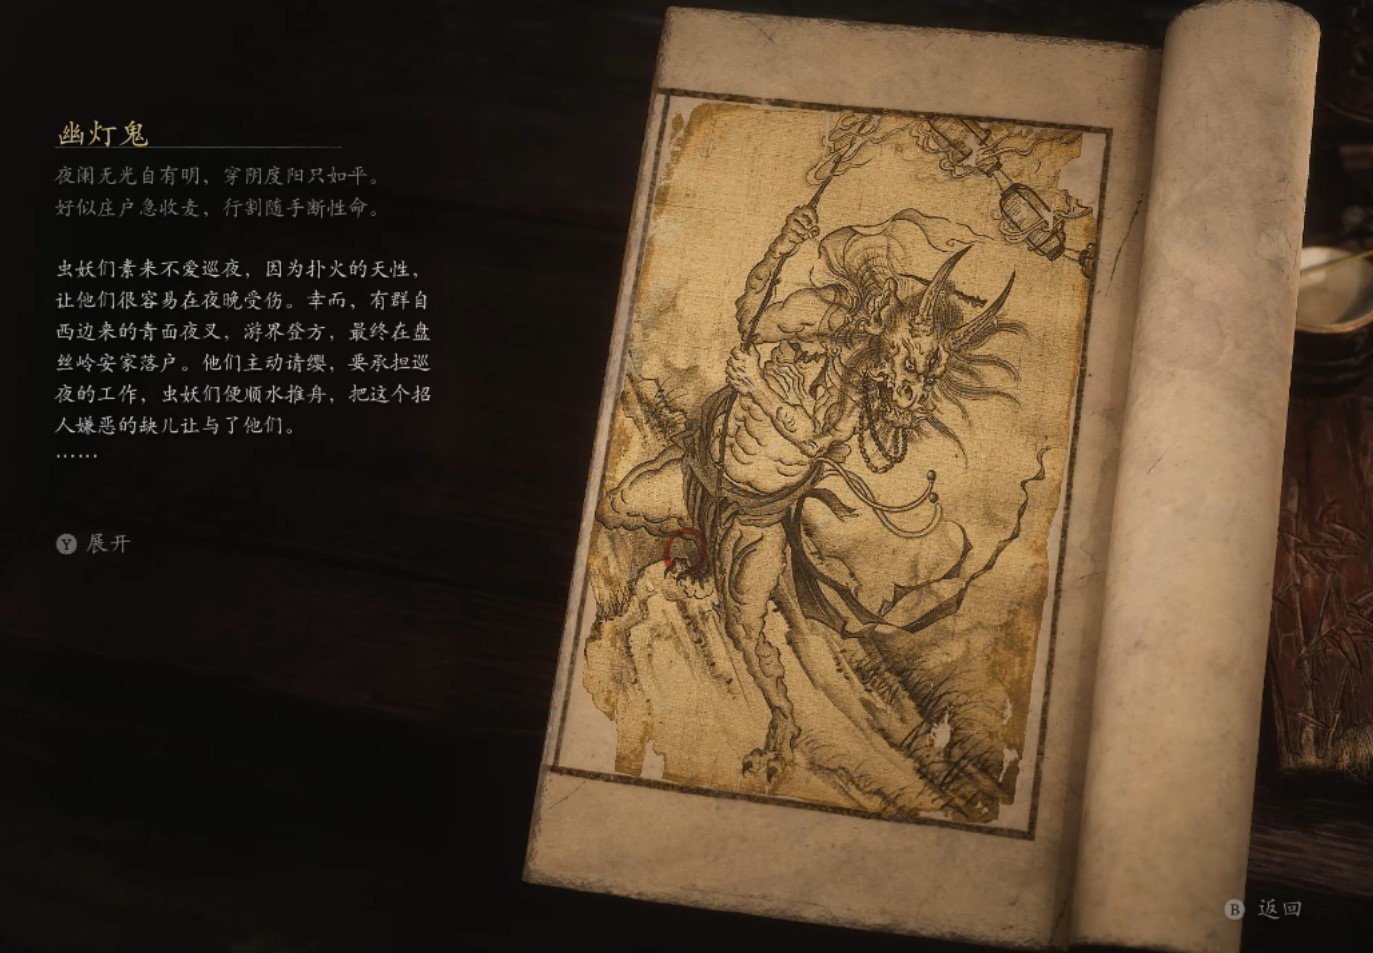 幽灯鬼
夜阑无光自有明，穿阴度阳只如平。
好似庄户急收麦，行割随手断性命。
虫妖们素来不爱巡夜，因为扑火的天性，
让他们很容易在夜晚受伤。幸而，有群自
西边来的青面夜叉，游界登方，最终在盘
丝岭安家落户。他们主动请缨，要承担巡
夜的工作，虫妖们便顺水推舟，把这个招
人嫌恶的缺儿让与了他们。
……
Y 展开
B 返回